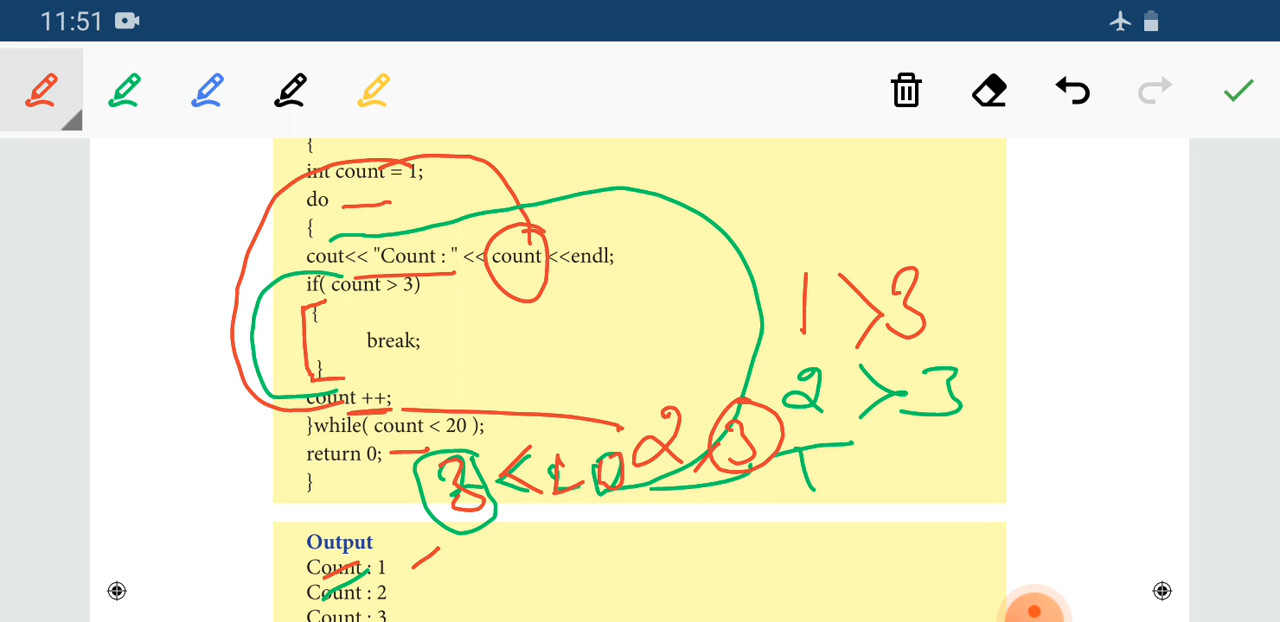 11:51
{
int count = 1;
do
{
cout<< "Count : " << count <<endl;
if( count > 3)
{
break;
}
count ++;
}while( count < 20 );
return 0;
}
1 > 3
2 > 3
2, 3 T
3 < 20
Output
Count : 1
Count : 2
Count : 3